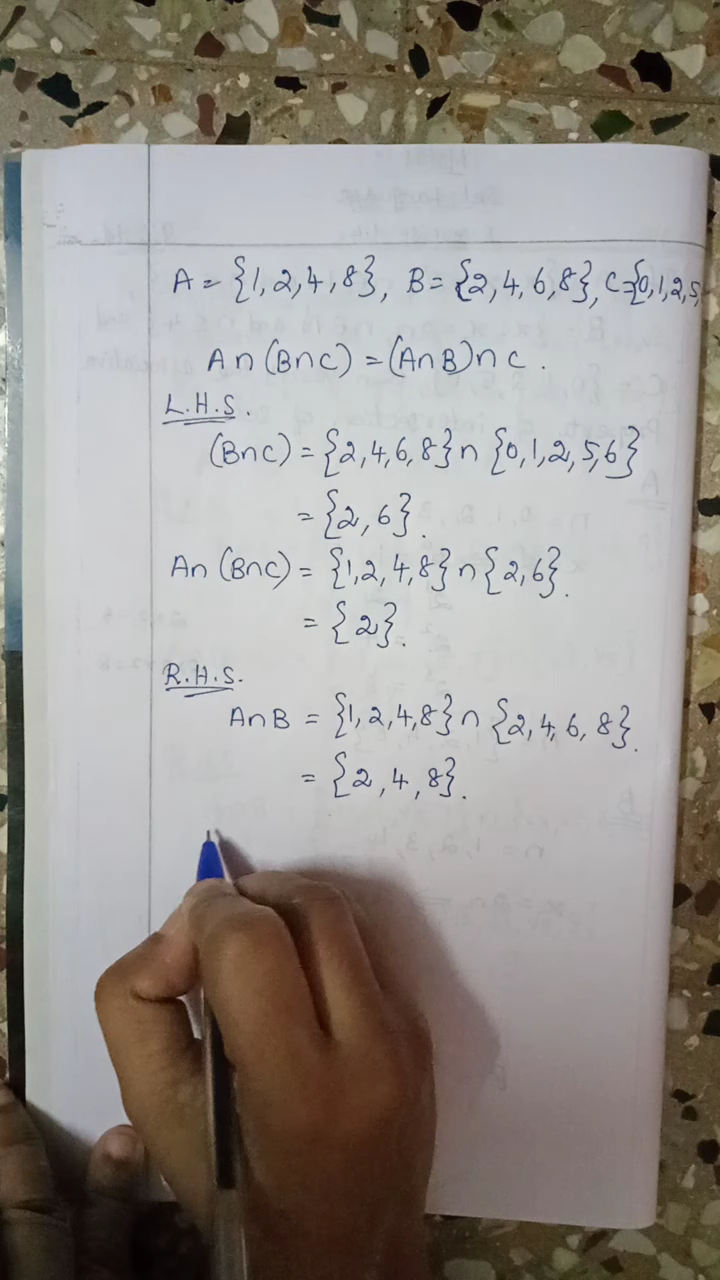 A = {1, 2, 4, 8}, B = {2, 4, 6, 8}, C = {0, 1, 2, 5,
A∩(B∩C) = (A∩B)∩C.
L.H.S.
(B∩C) = {2, 4, 6, 8}∩{0, 1, 2, 5, 6}
= {2, 6}.
A∩(B∩C) = {1, 2, 4, 8}∩{2, 6}.
= {2}.
R.H.S.
A∩B = {1, 2, 4, 8}∩{2, 4, 6, 8}.
= {2, 4, 8}.